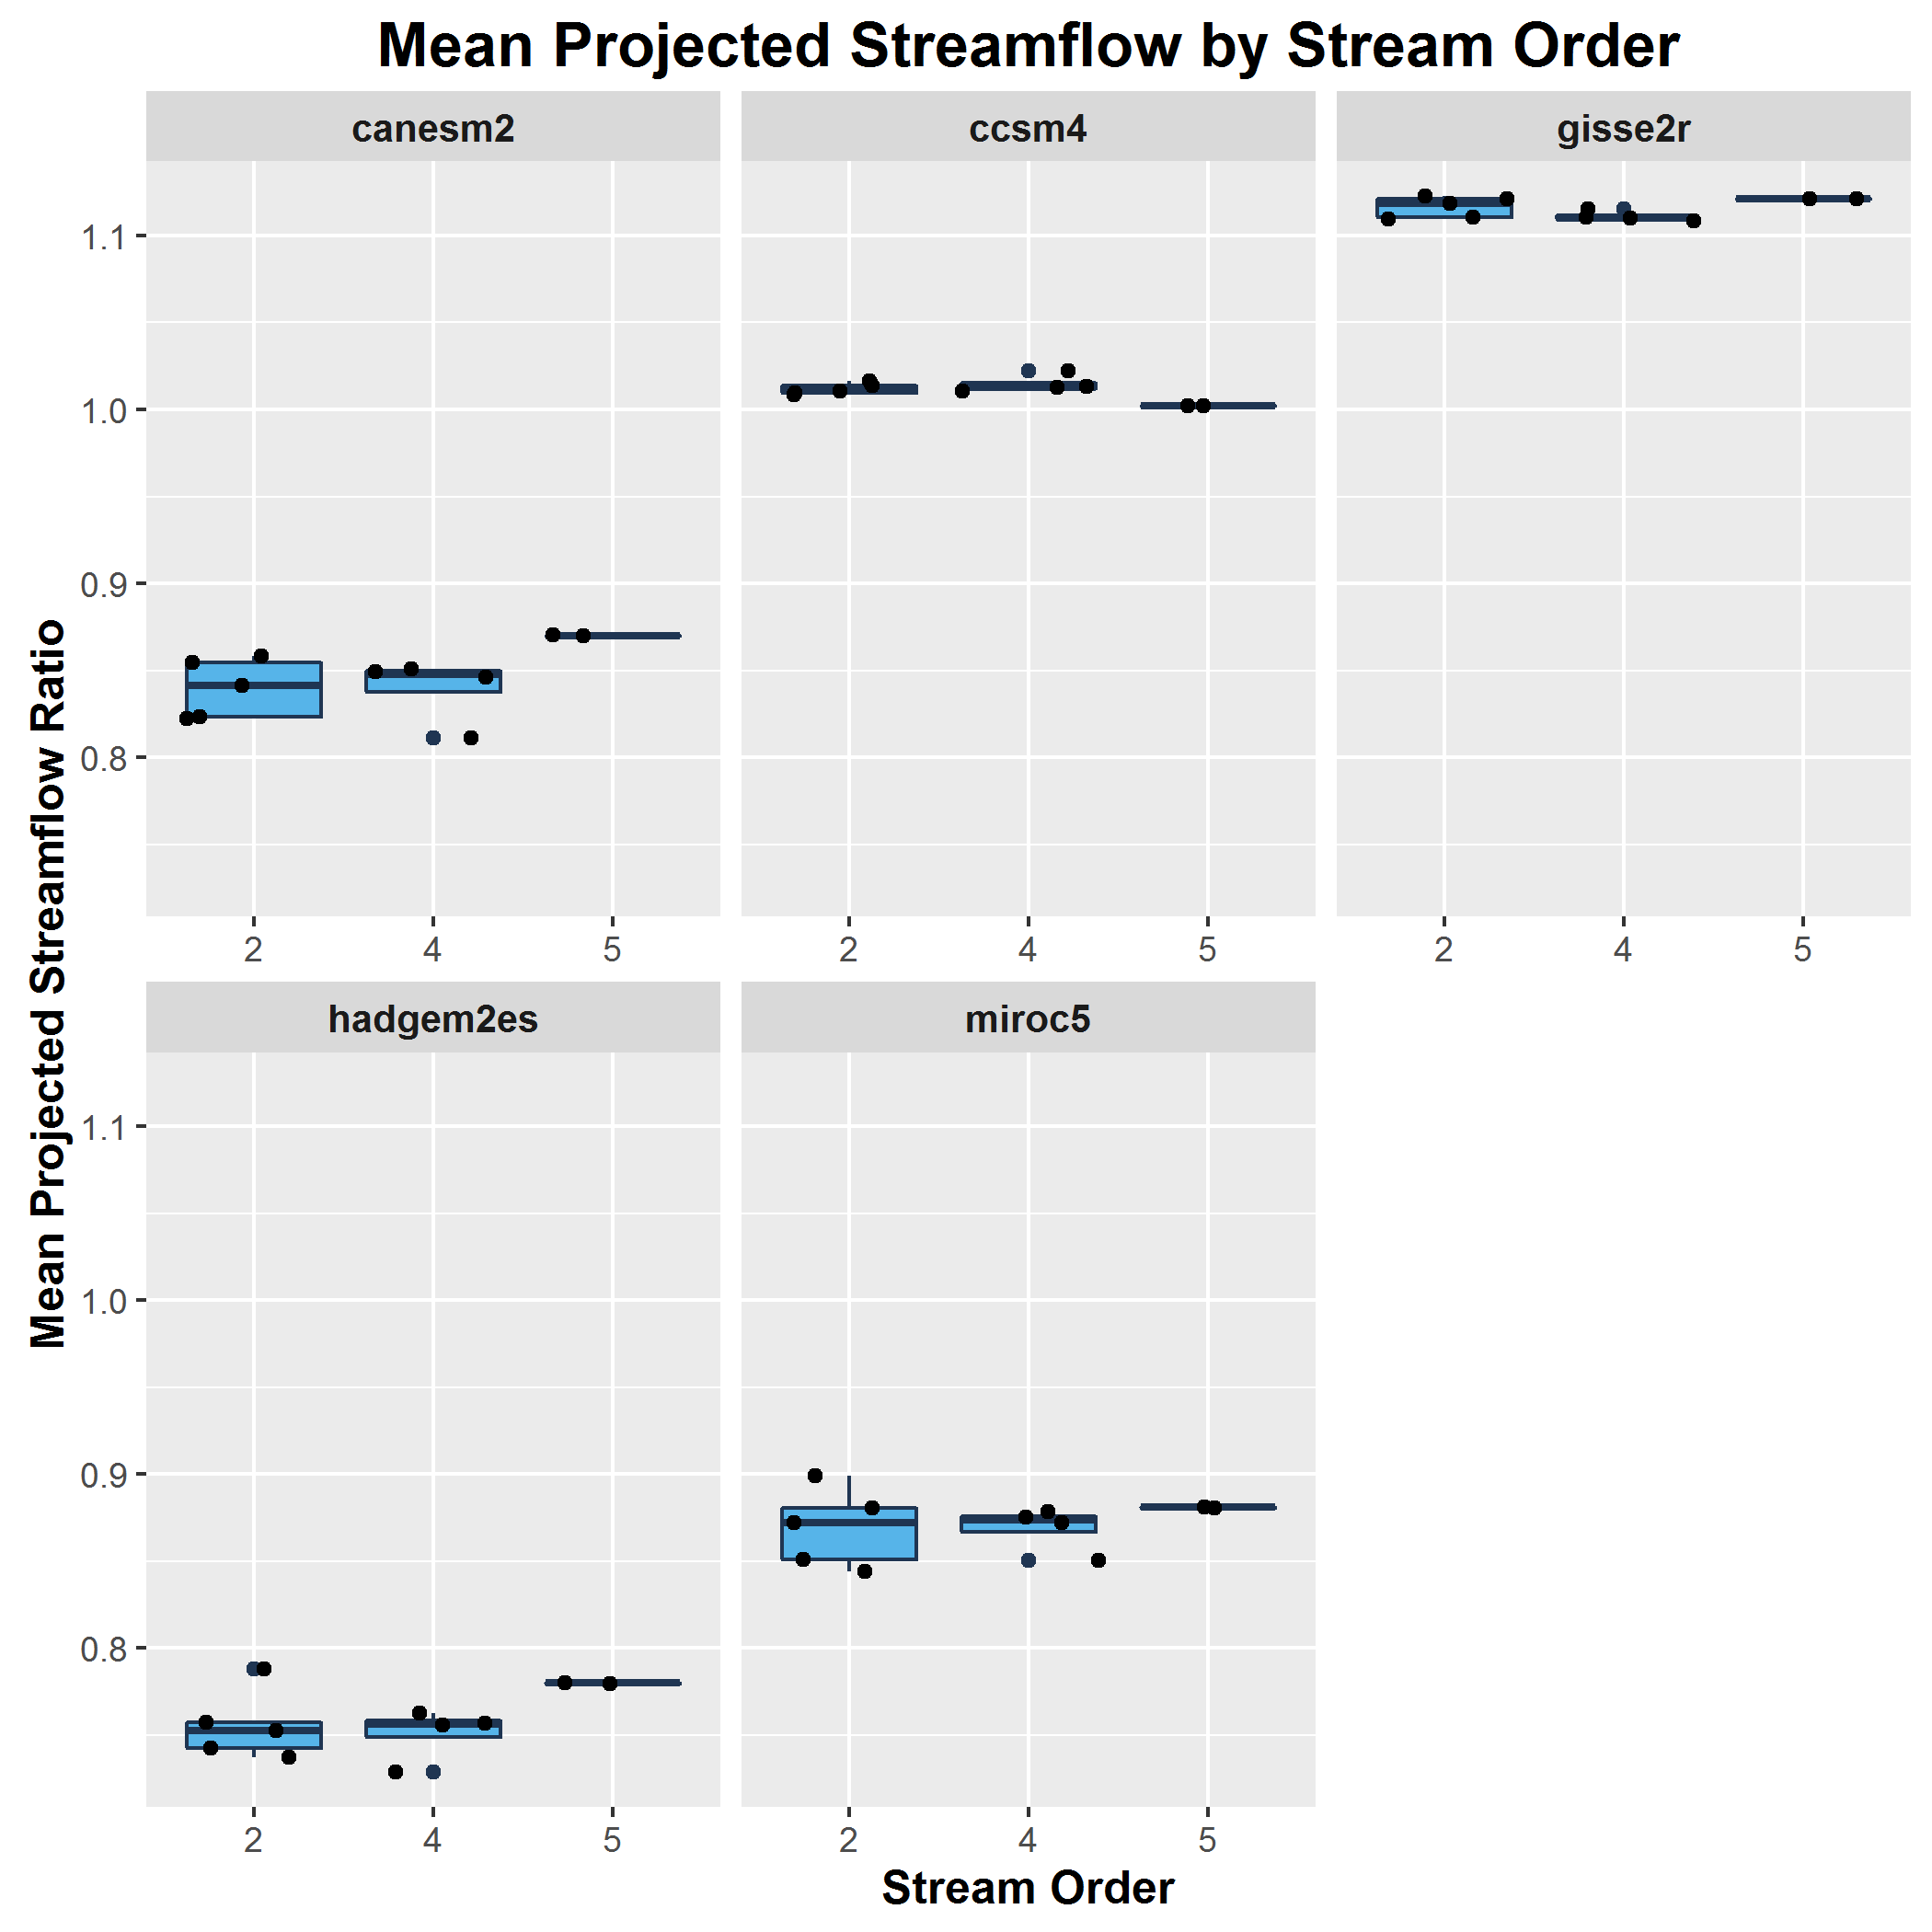 Mean Projected Streamflow by Stream Order
canesm2
ccsm4
gisse2r
1.1
1.0
0.9
0.8
2 4 5
2 4 5
2 4 5
Mean Projected Streamflow Ratio
hadgem2es
miroc5
1.1
1.0
0.9
0.8
2 4 5
2 4 5
Stream Order